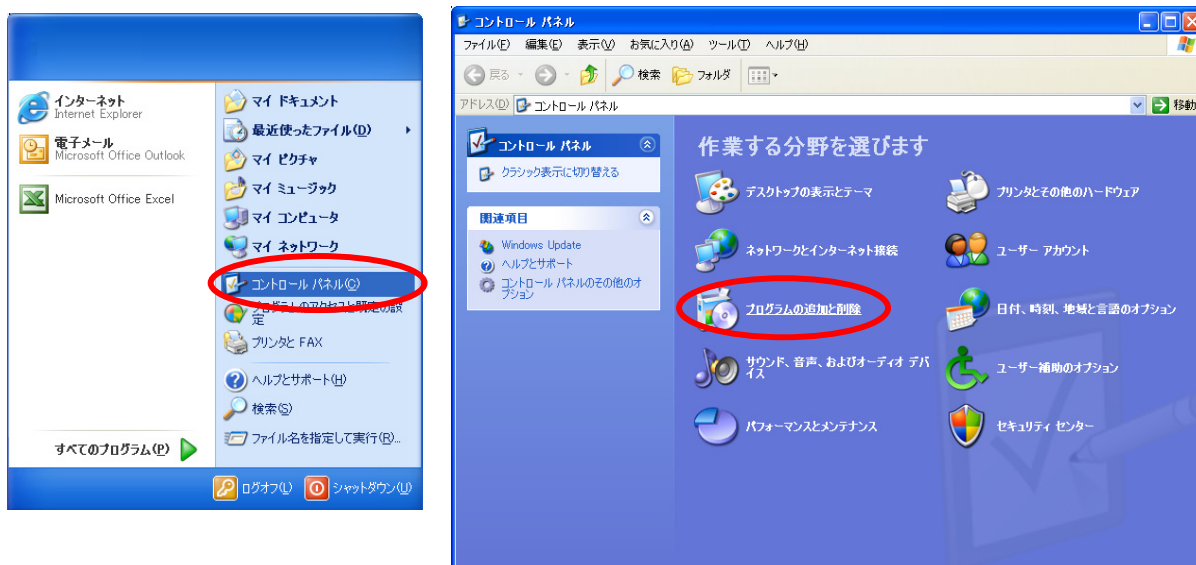 インターネット
Internet Explorer
電子メール
Microsoft Office Outlook
Microsoft Office Excel
すべてのプログラム(P)
マイ ドキュメント
最近使ったファイル(D)
マイ ピクチャ
マイ ミュージック
マイ コンピュータ
マイ ネットワーク
コントロール パネル(C)
プログラムのアクセスと既定の設
定
プリンタと FAX
ヘルプとサポート(H)
検索(S)
ファイル名を指定して実行(R)...
ログオフ(L)
シャットダウン(U)
コントロール パネル
ファイル(F) 編集(E) 表示(V) お気に入り(A) ツール(T) ヘルプ(H)
戻る 検索 フォルダ
アドレス(D) コントロール パネル 移動
コントロール パネル
クラシック表示に切り替える
関連項目
Windows Update
ヘルプとサポート
コントロール パネルのその他のオ
プション
作業する分野を選びます
デスクトップの表示とテーマ
プリンタとその他のハードウェア
ネットワークとインターネット接続
ユーザー アカウント
プログラムの追加と削除
日付、時刻、地域と言語のオプション
サウンド、音声、およびオーディオ デバ
イス
ユーザー補助のオプション
パフォーマンスとメンテナンス
セキュリティ センター